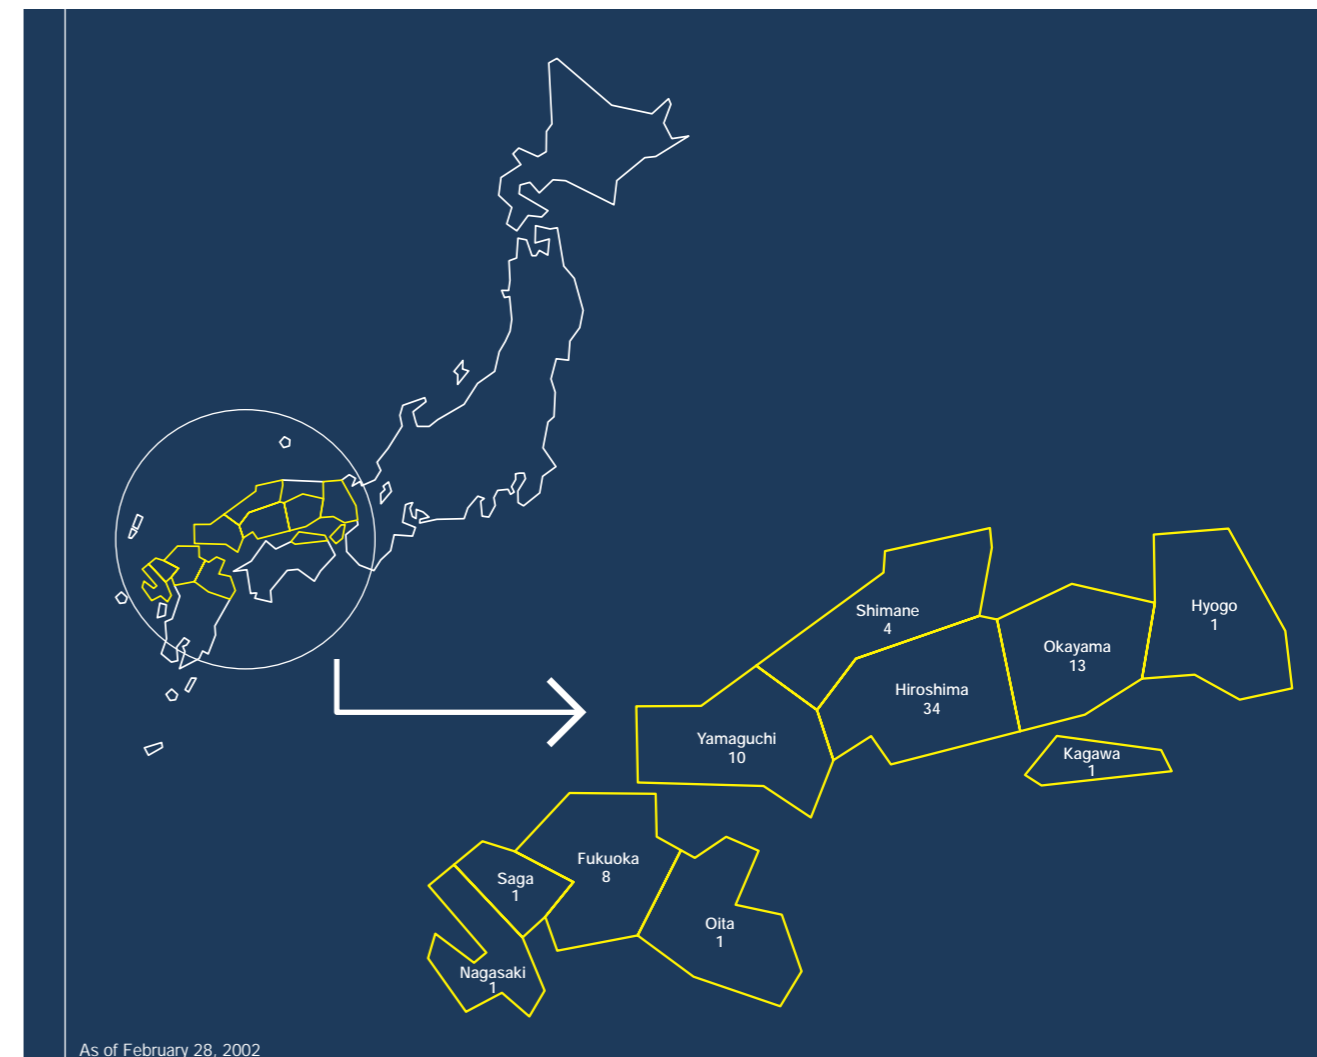 Hyogo
1
Shimane
4
Okayama
13
Hiroshima
34
Yamaguchi
10
Kagawa
1
Fukuoka
8
Saga
1
Oita
1
Nagasaki
1
As of February 28, 2002